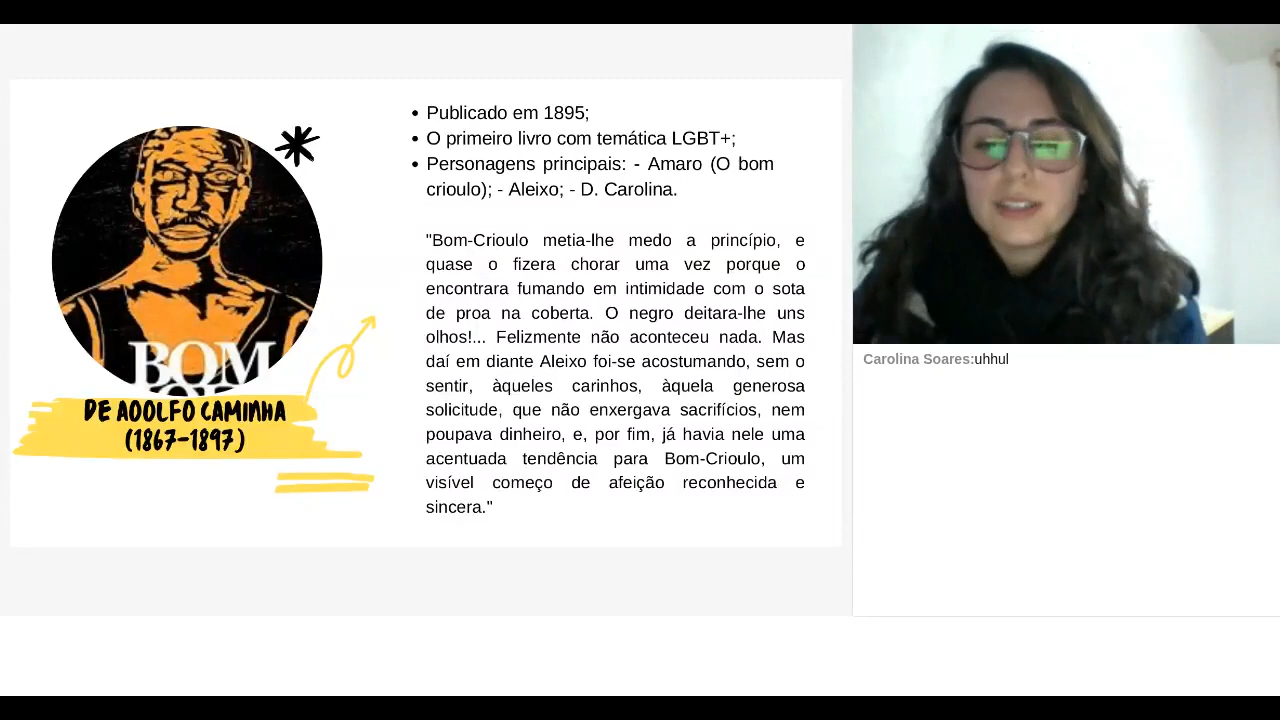 • Publicado em 1895;
• O primeiro livro com temática LGBT+;
• Personagens principais: - Amaro (O bom
crioulo); - Aleixo; - D. Carolina.
"Bom-Crioulo metia-lhe medo a princípio, e
quase o fizera chorar uma vez porque o
encontrara fumando em intimidade com o sota
de proa na coberta. O negro deitara-lhe uns
olhos!... Felizmente não aconteceu nada. Mas
daí em diante Aleixo foi-se acostumando, sem o
sentir, àqueles carinhos, àquela generosa
solicitude, que não enxergava sacrifícios, nem
poupava dinheiro, e, por fim, já havia nele uma
acentuada tendência para Bom-Crioulo, um
visível começo de afeição reconhecida e
sincera."
BOM
DE ADOLFO CAMINHA
(1867-1897)
Carolina Soares:uhhul